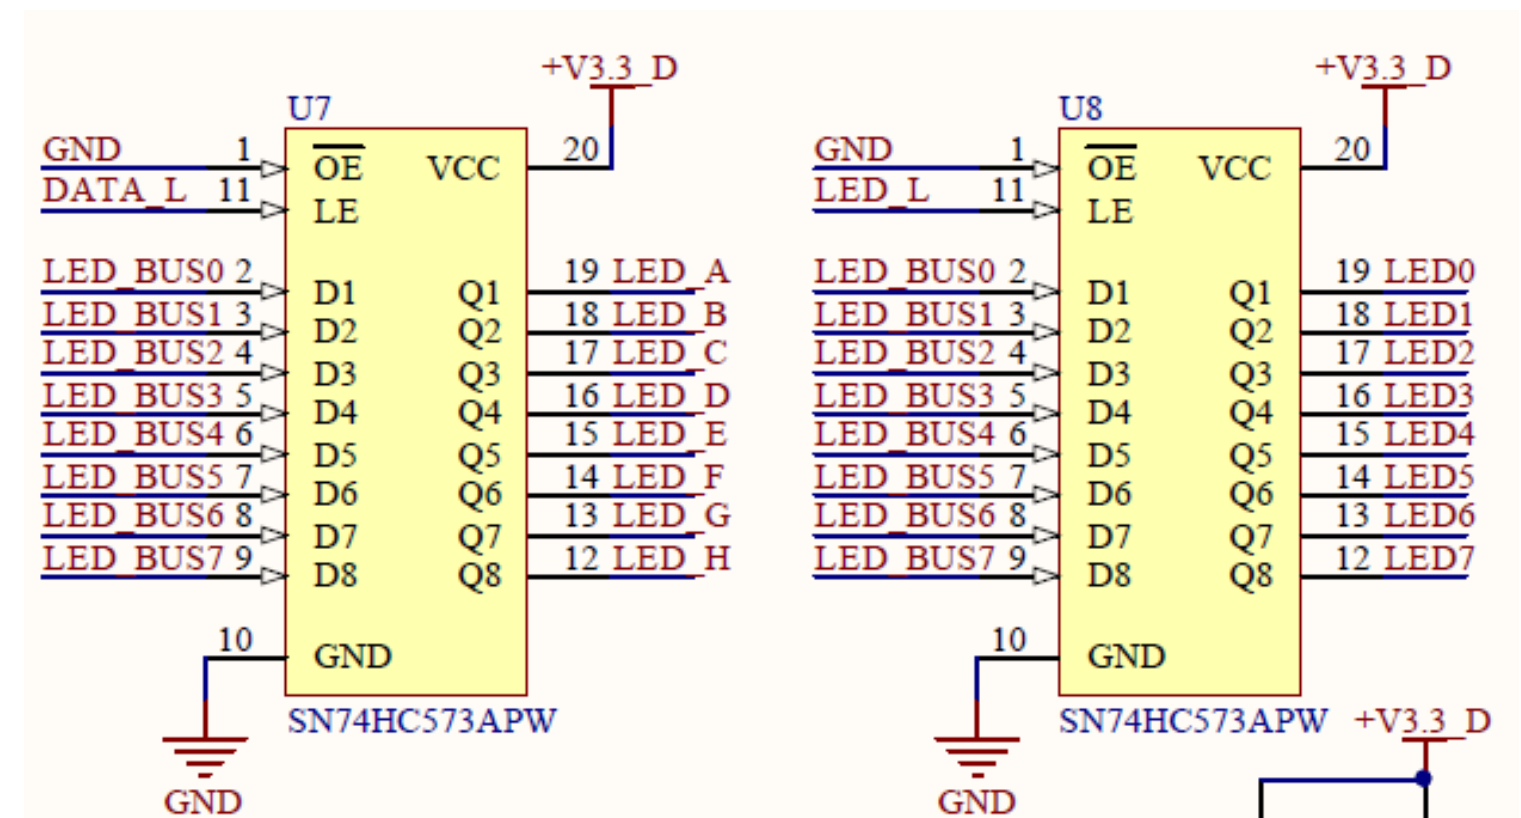 +V3.3_D
U7
GND 1 OE VCC 20
DATA_L 11 LE
LED_BUS0 2 D1 Q1 19 LED_A
LED_BUS1 3 D2 Q2 18 LED_B
LED_BUS2 4 D3 Q3 17 LED_C
LED_BUS3 5 D4 Q4 16 LED_D
LED_BUS4 6 D5 Q5 15 LED_E
LED_BUS5 7 D6 Q6 14 LED_F
LED_BUS6 8 D7 Q7 13 LED_G
LED_BUS7 9 D8 Q8 12 LED_H
10 GND
SN74HC573APW
GND
+V3.3_D
U8
GND 1 OE VCC 20
LED_L 11 LE
LED_BUS0 2 D1 Q1 19 LED0
LED_BUS1 3 D2 Q2 18 LED1
LED_BUS2 4 D3 Q3 17 LED2
LED_BUS3 5 D4 Q4 16 LED3
LED_BUS4 6 D5 Q5 15 LED4
LED_BUS5 7 D6 Q6 14 LED5
LED_BUS6 8 D7 Q7 13 LED6
LED_BUS7 9 D8 Q8 12 LED7
10 GND
SN74HC573APW
+V3.3_D
GND